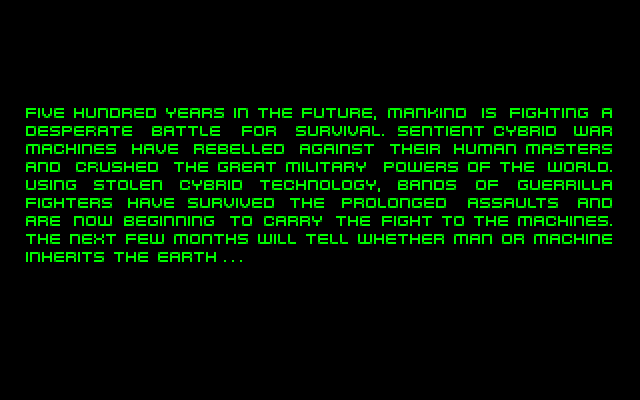 FIVE HUNDRED YEARS IN THE FUTURE, MANKIND IS FIGHTING A
DESPERATE BATTLE FOR SURVIVAL. SENTIENT CYBRID WAR
MACHINES HAVE REBELLED AGAINST THEIR HUMAN MASTERS
AND CRUSHED THE GREAT MILITARY POWERS OF THE WORLD.
USING STOLEN CYBRID TECHNOLOGY, BANDS OF GUERRILLA
FIGHTERS HAVE SURVIVED THE PROLONGED ASSAULTS AND
ARE NOW BEGINNING TO CARRY THE FIGHT TO THE MACHINES.
THE NEXT FEW MONTHS WILL TELL WHETHER MAN OR MACHINE
INHERITS THE EARTH ...